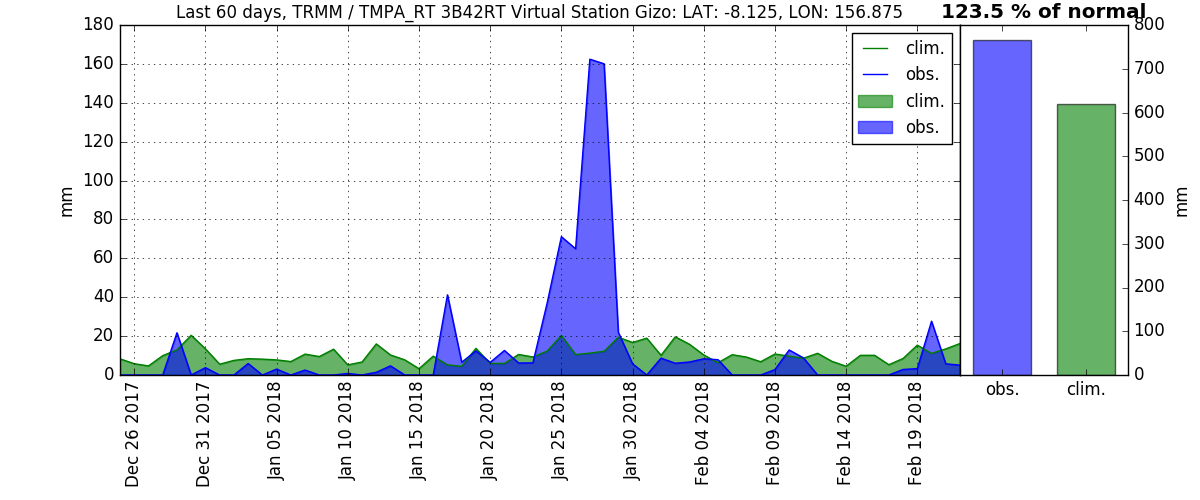 Last 60 days, TRMM / TMPA_RT 3B42RT Virtual Station Gizo: LAT: -8.125, LON: 156.875
123.5 % of normal
180
160
140
120
100
80
60
40
20
0
mm
clim.
obs.
clim.
obs.
Dec 26 2017
Dec 31 2017
Jan 05 2018
Jan 10 2018
Jan 15 2018
Jan 20 2018
Jan 25 2018
Jan 30 2018
Feb 04 2018
Feb 09 2018
Feb 14 2018
Feb 19 2018
800
700
600
500
400
300
200
100
0
mm
obs.
clim.